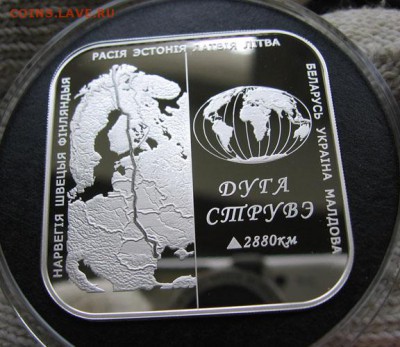 COINS.LAVE.RU
РАСІЯ ЭСТОНІЯ ЛАТВІЯ ЛІТВА
НАРВЕГІЯ ШВЕЦЫЯ ФІНЛЯНДЫЯ
БЕЛАРУСЬ УКРАІНА МАЛДОВА
ДУГА
СТРУВЭ
2880км